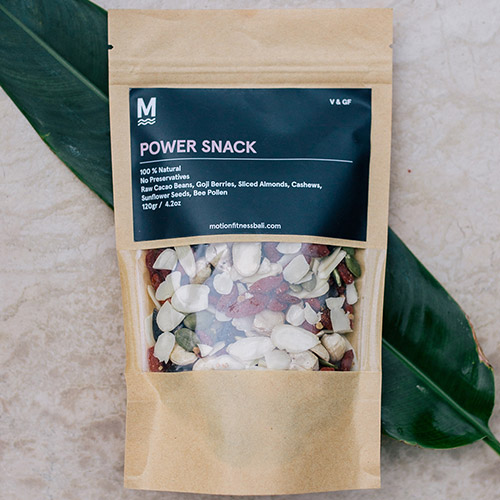 M
V & GF
POWER SNACK
100 % Natural
No Preservatives
Raw Cacao Beans, Goji Berries, Sliced Almonds, Cashews,
Sunflower Seeds, Bee Pollen
120gr / 4.2oz
motionfitnessbali.com